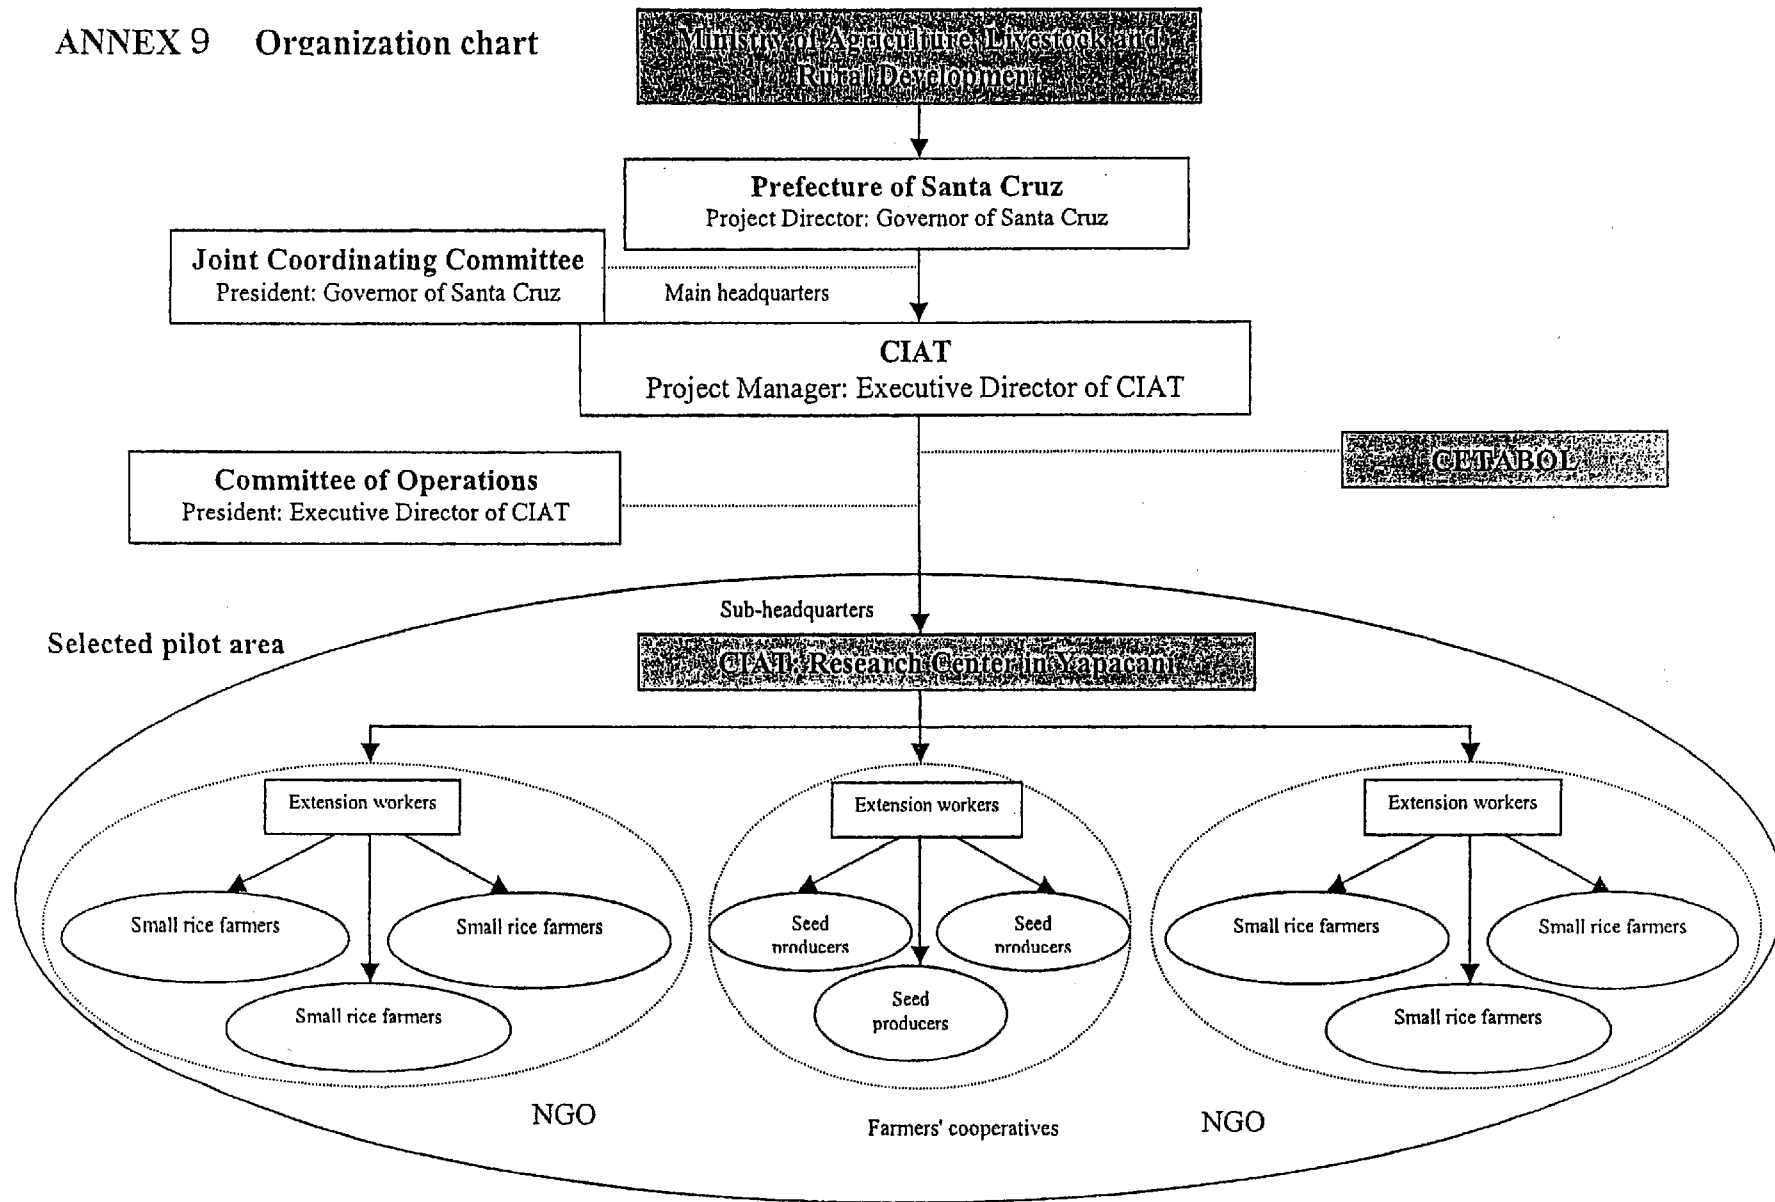 ANNEX 9 Organization chart
Ministry of Agriculture, Livestock and
Rural Development
Prefecture of Santa Cruz
Project Director: Governor of Santa Cruz
Joint Coordinating Committee
President: Governor of Santa Cruz
Main headquarters
CIAT
Project Manager: Executive Director of CIAT
CETABOL
Committee of Operations
President: Executive Director of CIAT
Sub-headquarters
Selected pilot area
CIAT: Research Center in Yapacani
Extension workers
Extension workers
Extension workers
Small rice farmers
Small rice farmers
Small rice farmers
Seed
producers
Seed
producers
Seed
producers
Small rice farmers
Small rice farmers
Small rice farmers
NGO
Farmers' cooperatives
NGO